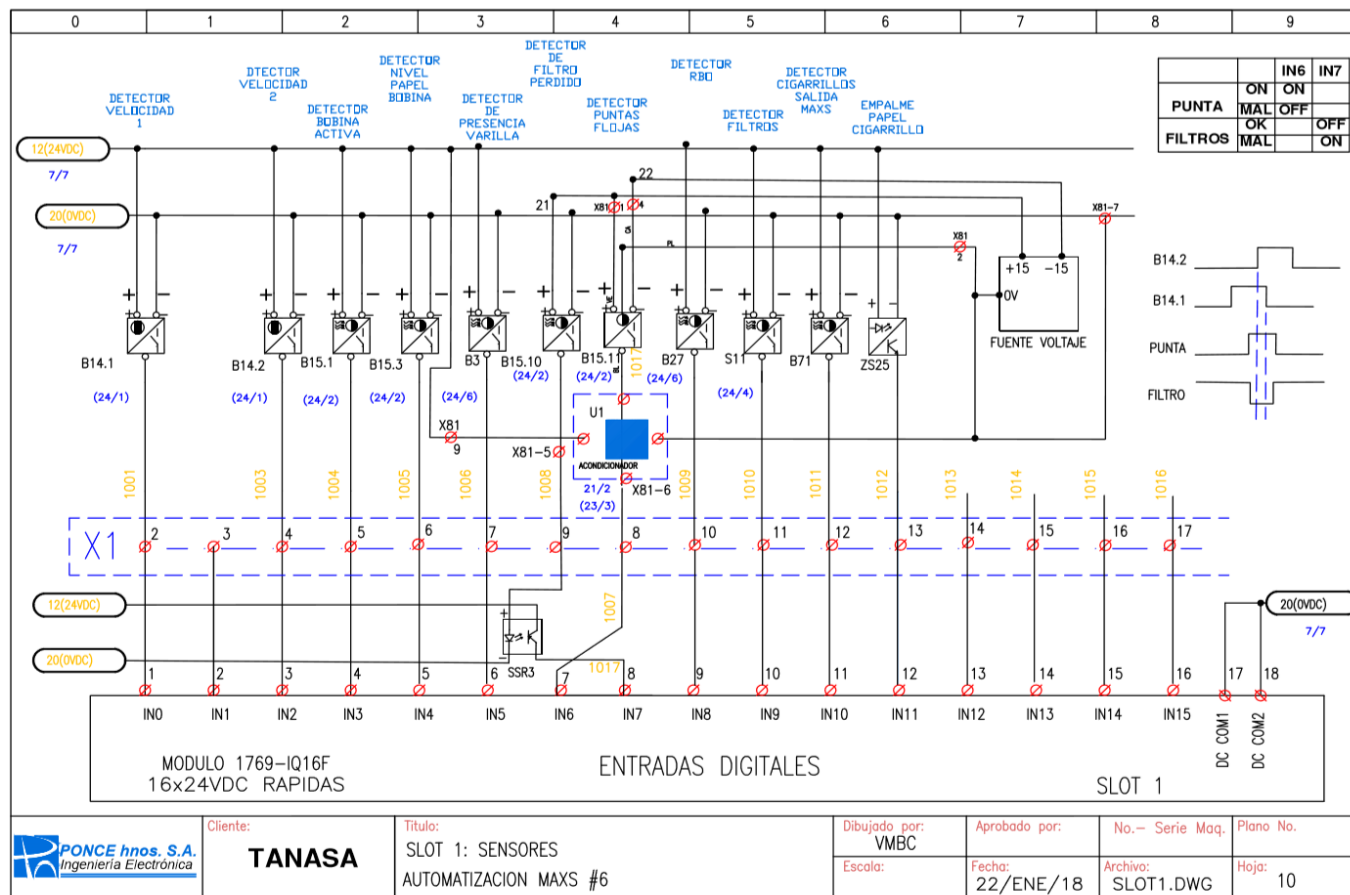 0 1 2 3 4 5 6 7 8 9
DETECTOR
VELOCIDAD
1
DTECTOR
VELOCIDAD
2
DETECTOR
BOBINA
ACTIVA
DETECTOR
NIVEL
PAPEL
BOBINA
DETECTOR
DE
PRESENCIA
VARILLA
DETECTOR
DE
FILTRO
PERDIDO
DETECTOR
PUNTAS
FLOJAS
DETECTOR
RBO
DETECTOR
FILTROS
DETECTOR
CIGARRILLOS
SALIDA
MAXS
EMPALME
PAPEL
CIGARRILLO
IN6 IN7
PUNTA ON ON
MAL OFF
FILTROS OK OFF
MAL ON
12(24VDC)
7/7
20(0VDC)
7/7
21
22
X81 1
4
X81
2
X81-7
PL
+15 -15
0V
FUENTE VOLTAJE
B14.2
B14.1
PUNTA
FILTRO
+ − + − + − + − + − + − + − + − + − + − + −
B14.1
B14.2
B15.1
B15.3
B3
B15.10
B15.11
B27
S11
B71
ZS25
1017
BL
(24/1)
(24/1)
(24/2)
(24/2)
(24/6)
(24/2)
(24/2)
(24/6)
(24/4)
X81
9
X81-5
U1
ACONDICIONADOR
X81-6
21/2
(23/3)
1001 1003 1004 1005 1006 1008 1009 1010 1011 1012 1013 1014 1015 1016
X1
2 3 4 5 6 7 9 8 10 11 12 13 14 15 16 17
12(24VDC)
20(0VDC)
+
−
SSR3
1007
1017
20(0VDC)
7/7
1 2 3 4 5 6 7 8 9 10 11 12 13 14 15 16 17 18
IN0 IN1 IN2 IN3 IN4 IN5 IN6 IN7 IN8 IN9 IN10 IN11 IN12 IN13 IN14 IN15
DC COM1
DC COM2
MODULO 1769-IQ16F
16x24VDC RAPIDAS
ENTRADAS DIGITALES
SLOT 1
PONCE hnos. S.A.
Ingeniería Electrónica
Cliente:
TANASA
Titulo:
SLOT 1: SENSORES
AUTOMATIZACION MAXS #6
Dibujado por:
VMBC
Escala:
Aprobado por:
Fecha:
22/ENE/18
No.- Serie Maq.
Archivo:
SLOT1.DWG
Plano No.
Hoja:
10